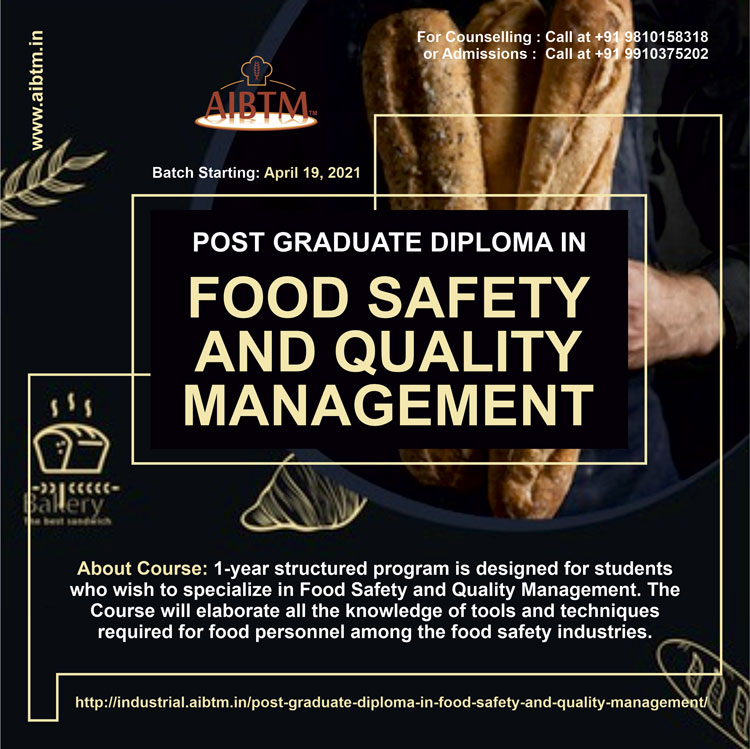 www.aibtm.in
For Counselling : Call at +91 9810158318
or Admissions :  Call at +91 9910375202
AIBTM™
Batch Starting: April 19, 2021
POST GRADUATE DIPLOMA IN
FOOD SAFETY
AND QUALITY
MANAGEMENT
Bakery
The best sandwich
About Course: 1-year structured program is designed for students
who wish to specialize in Food Safety and Quality Management. The
Course will elaborate all the knowledge of tools and techniques
required for food personnel among the food safety industries.
http://industrial.aibtm.in/post-graduate-diploma-in-food-safety-and-quality-management/